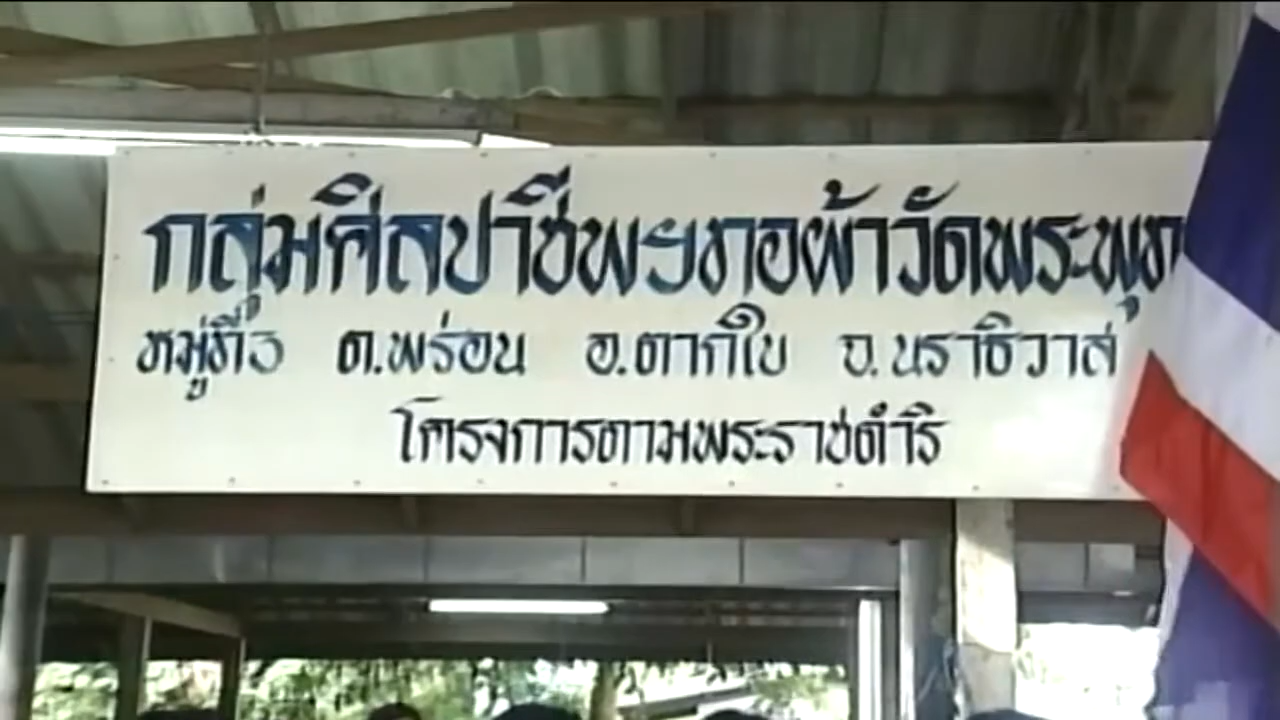 กลุ่มศิลปาชีพฯทอผ้าวัดพระพุท
หมู่ที่๓ ต.พร่อน อ.ตากใบ จ.นราธิวาส
โครงการตามพระราชดำริ